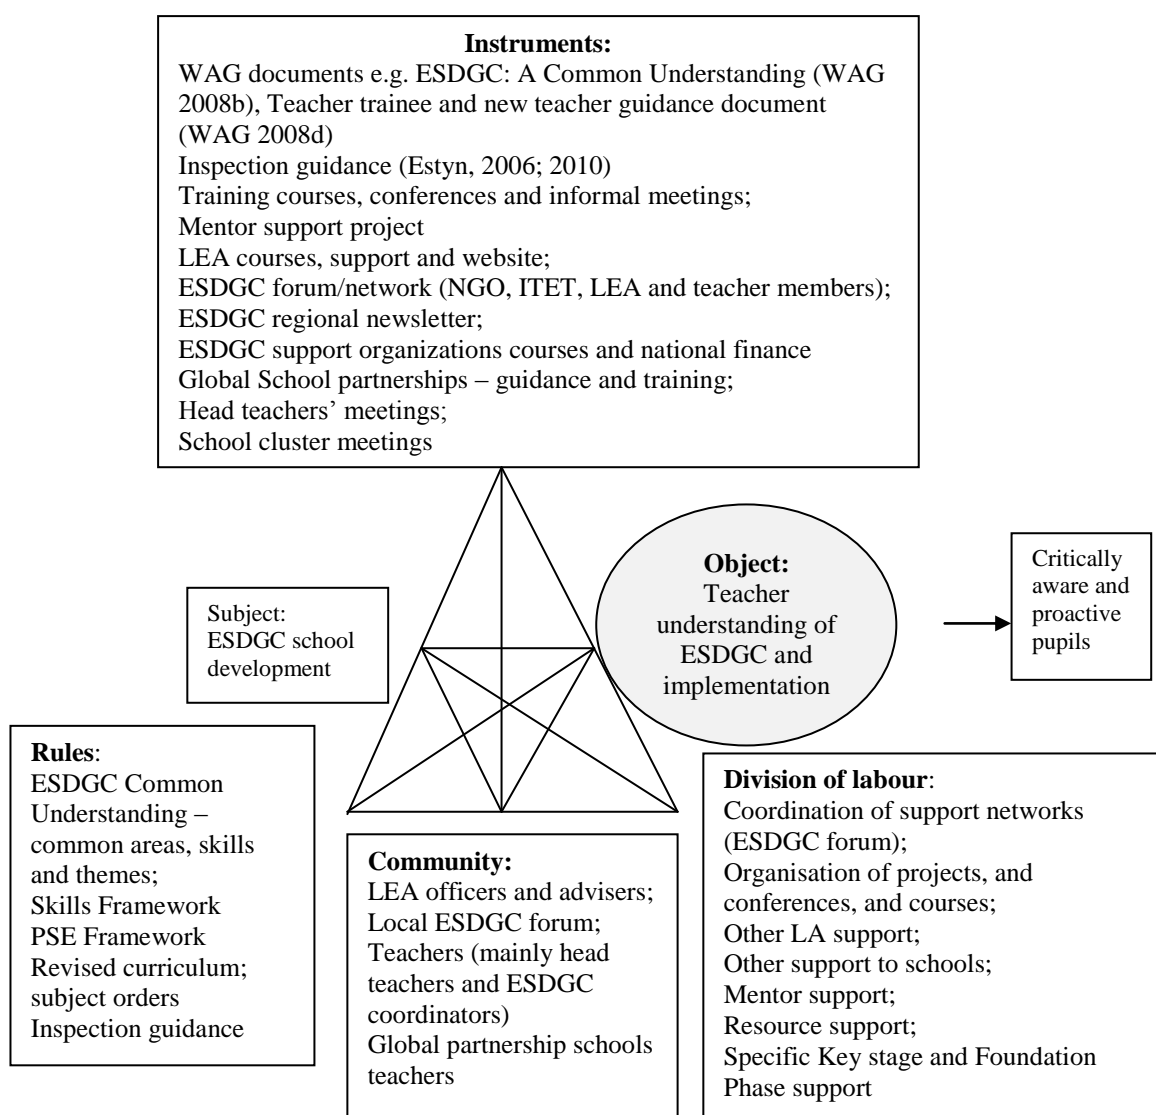 Instruments:
WAG documents e.g. ESDGC: A Common Understanding (WAG
2008b), Teacher trainee and new teacher guidance document
(WAG 2008d)
Inspection guidance (Estyn, 2006; 2010)
Training courses, conferences and informal meetings;
Mentor support project
LEA courses, support and website;
ESDGC forum/network (NGO, ITET, LEA and teacher members);
ESDGC regional newsletter;
ESDGC support organizations courses and national finance
Global School partnerships – guidance and training;
Head teachers’ meetings;
School cluster meetings
Subject:
ESDGC school
development
Object:
Teacher
understanding of
ESDGC and
implementation
Critically
aware and
proactive
pupils
Rules:
ESDGC Common
Understanding –
common areas, skills
and themes;
Skills Framework
PSE Framework
Revised curriculum;
subject orders
Inspection guidance
Community:
LEA officers and advisers;
Local ESDGC forum;
Teachers (mainly head
teachers and ESDGC
coordinators)
Global partnership schools
teachers
Division of labour:
Coordination of support networks
(ESDGC forum);
Organisation of projects, and
conferences, and courses;
Other LA support;
Other support to schools;
Mentor support;
Resource support;
Specific Key stage and Foundation
Phase support